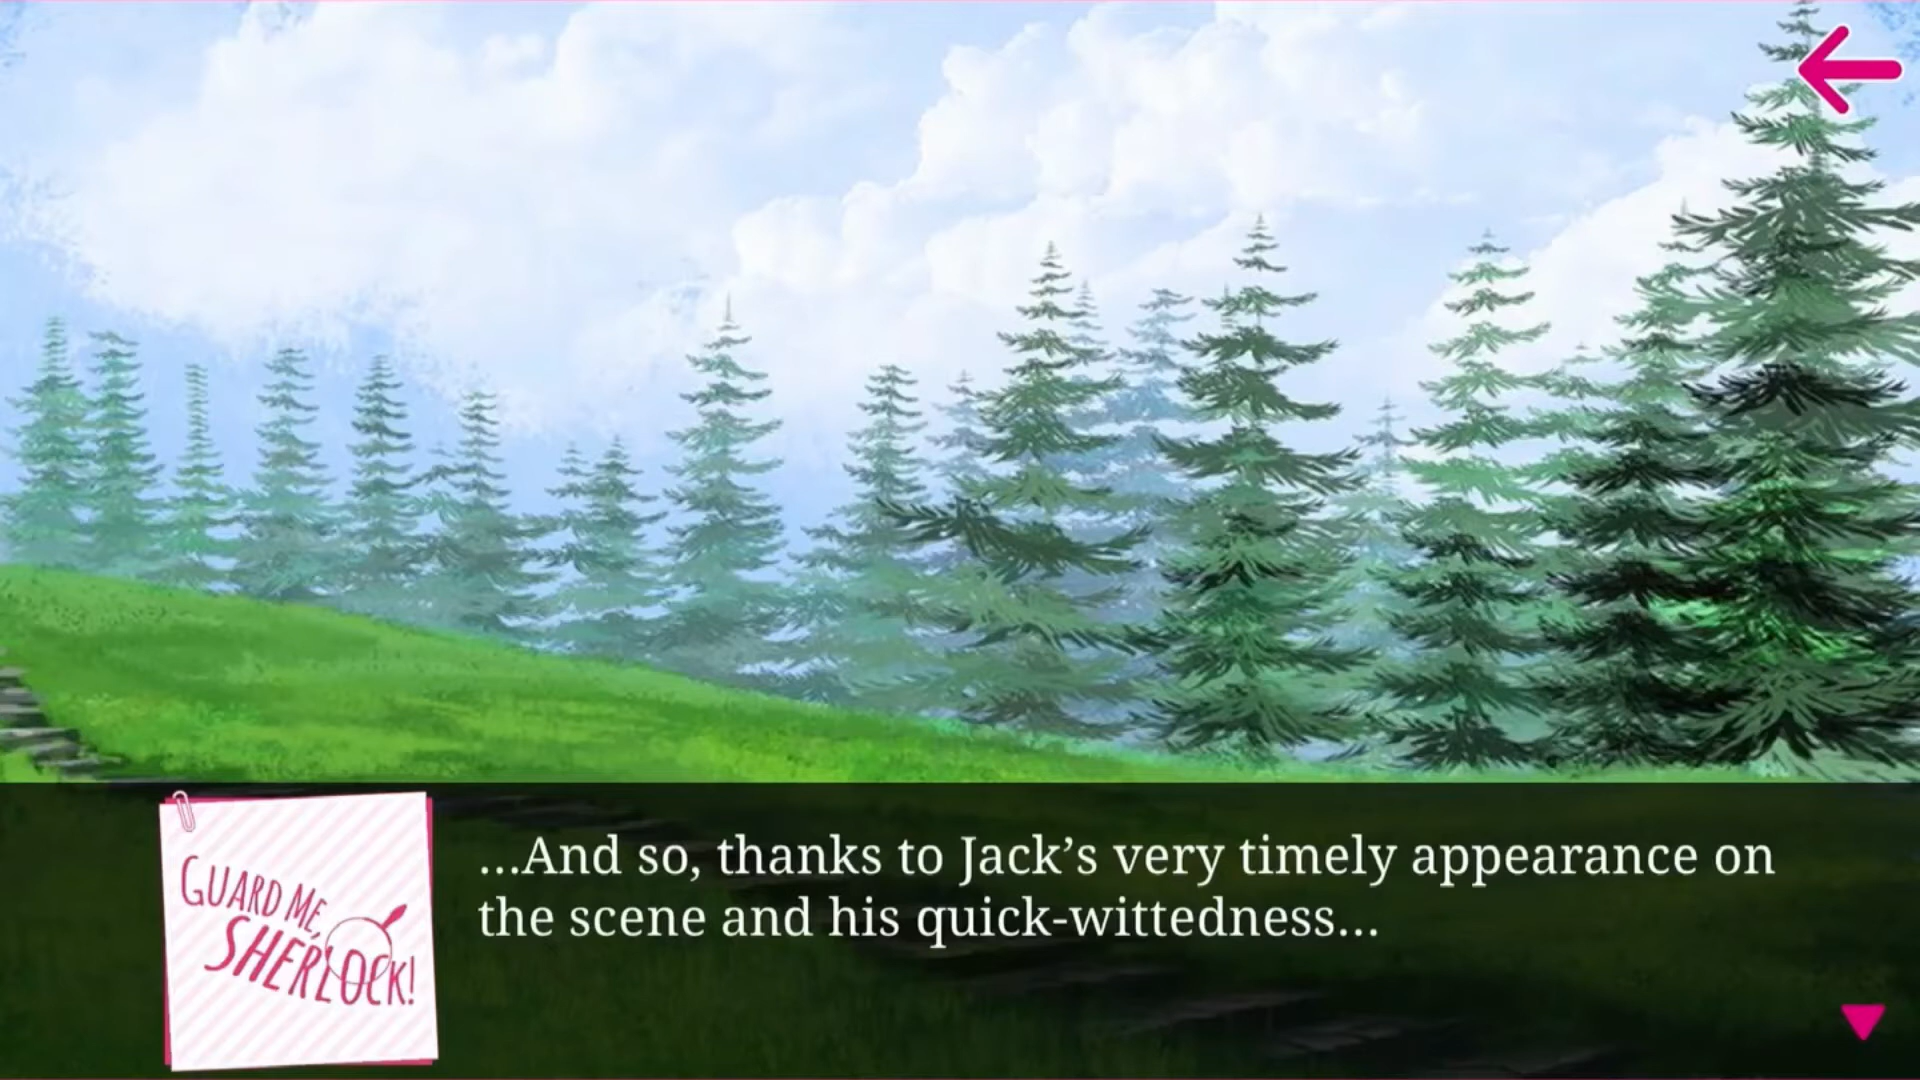 GUARD ME,
SHERLOCK!
...And so, thanks to Jack’s very timely appearance on
the scene and his quick-wittedness...